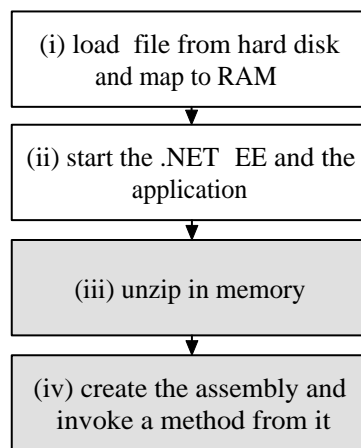 (i) load file from hard disk
and map to RAM
(ii) start the .NET EE and the
application
(iii) unzip in memory
(iv) create the assembly and
invoke a method from it